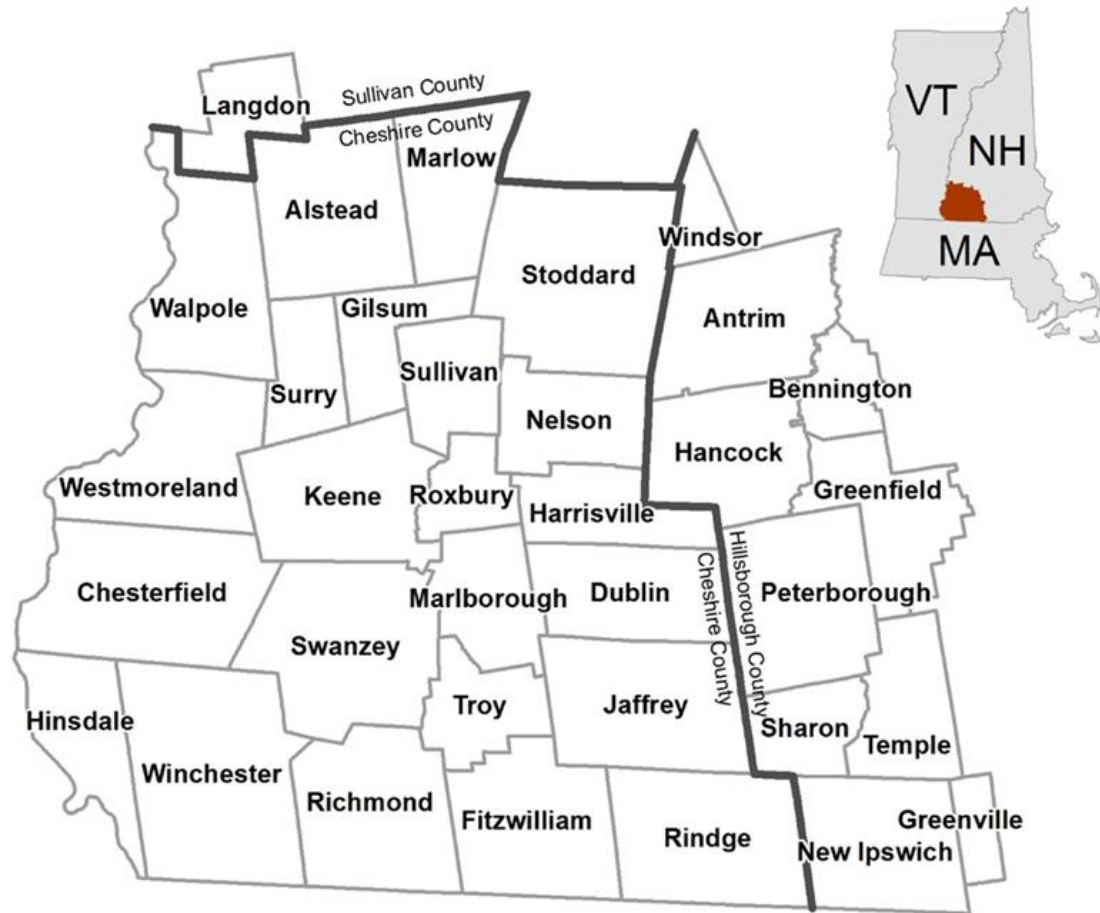 Langdon
Sullivan County
Cheshire County
Marlow
Alstead
Windsor
Stoddard
Walpole
Gilsum
Antrim
Sullivan
Surry
Bennington
Nelson
Hancock
Westmoreland
Keene
Roxbury
Harrisville
Greenfield
Hillsborough County
Cheshire County
Chesterfield
Marlborough
Dublin
Peterborough
Swanzey
Hinsdale
Troy
Jaffrey
Sharon
Temple
Winchester
Richmond
Fitzwilliam
Rindge
New Ipswich
Greenville
VT
NH
MA